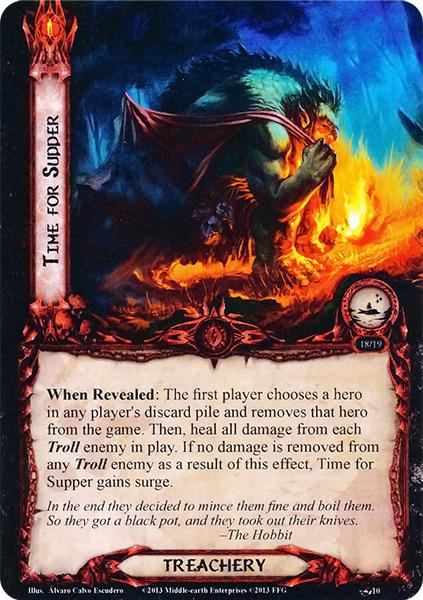 TIME FOR SUPPER
18/19
When Revealed: The first player chooses a hero
in any player's discard pile and removes that hero
from the game. Then, heal all damage from each
Troll enemy in play. If no damage is removed from
any Troll enemy as a result of this effect, Time for
Supper gains surge.
In the end they decided to mince them fine and boil them.
So they got a black pot, and they took out their knives.
–The Hobbit
TREACHERY
Illus. Álvaro Calvo Escudero ©2013 Middle-earth Enterprises ©2013 FFG 10